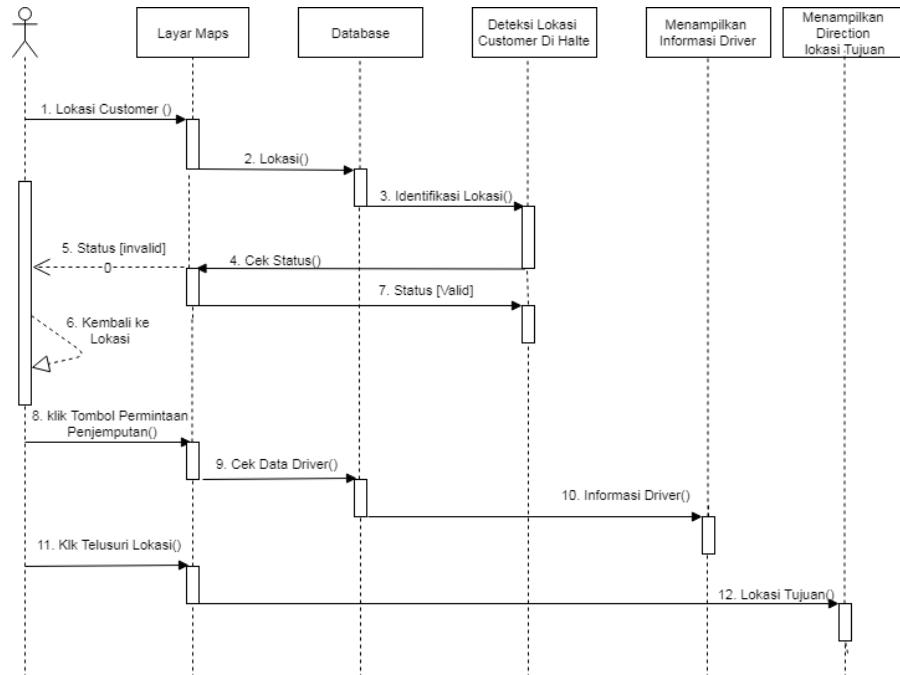 Layar Maps
Database
Deteksi Lokasi
Customer Di Halte
Menampilkan
Informasi Driver
Menampilkan
Direction
lokasi Tujuan
1. Lokasi Customer ()
2. Lokasi()
3. Identifikasi Lokasi()
4. Cek Status()
5. Status [invalid]
0
7. Status [Valid]
6. Kembali ke
Lokasi
8. klik Tombol Permintaan
Penjemputan()
9. Cek Data Driver()
10. Informasi Driver()
11. Klk Telusuri Lokasi()
12. Lokasi Tujuan()